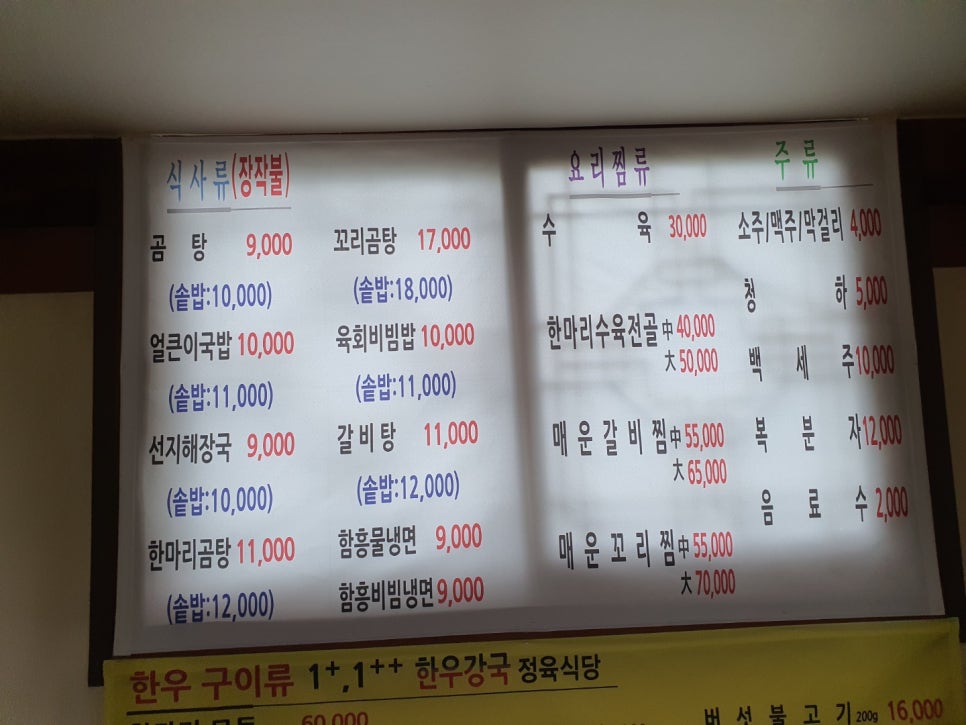 식사류(장작불)
곰 탕 9,000
(솥밥:10,000)
얼큰이국밥 10,000
(솥밥:11,000)
선지해장국 9,000
(솥밥:10,000)
한마리곰탕 11,000
(솥밥:12,000)
꼬리곰탕 17,000
(솥밥:18,000)
육회비빔밥 10,000
(솥밥:11,000)
갈비탕 11,000
(솥밥:12,000)
함흥물냉면 9,000
함흥비빔냉면 9,000
요리찜류
수 육 30,000
한마리수육전골 中 40,000
大 50,000
매운갈비찜 中 55,000
大 65,000
매운꼬리찜 中 55,000
大 70,000
주류
소주/맥주/막걸리 4,000
청 하 5,000
백 세 주 10,000
복 분 자 12,000
음 료 수 2,000
한우 구이류 1⁺,1⁺⁺ 한우강국 정육식당
60,000
버섯불고기 200g 16,000